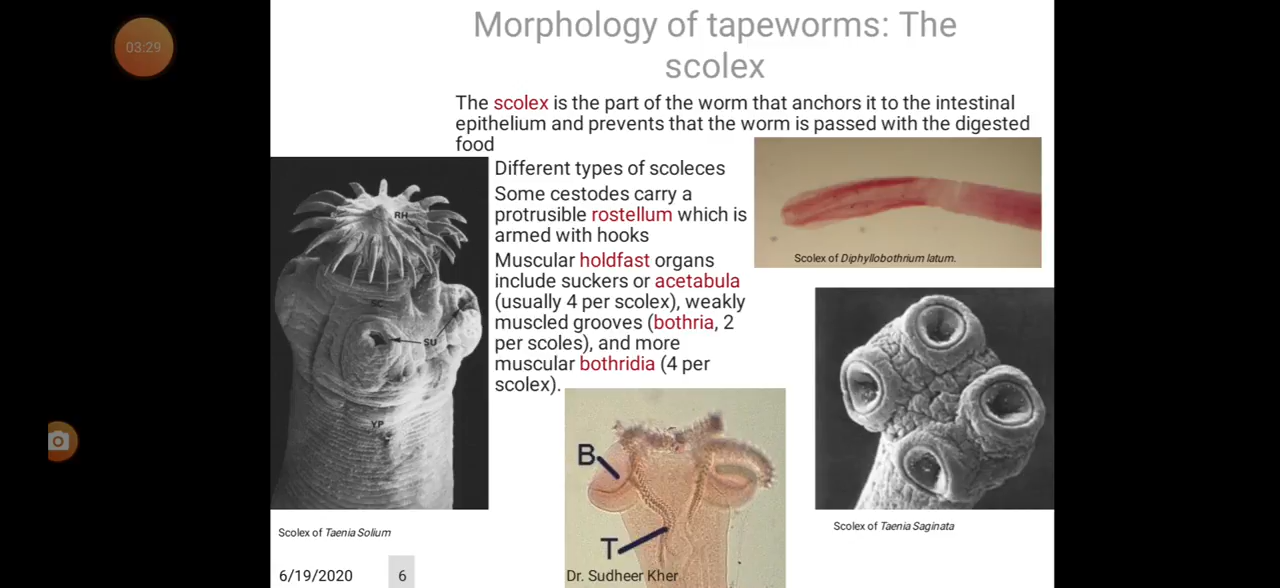 03:29
Morphology of tapeworms: The
scolex
The scolex is the part of the worm that anchors it to the intestinal
epithelium and prevents that the worm is passed with the digested
food
Different types of scoleces
Some cestodes carry a
protrusible rostellum which is
armed with hooks
Muscular holdfast organs
include suckers or acetabula
(usually 4 per scolex), weakly
muscled grooves (bothria, 2
per scoles), and more
muscular bothridia (4 per
scolex).
RH
SU
YP
Scolex of Taenia Solium
Scolex of Diphyllobothrium latum.
B
T
Scolex of Taenia Saginata
6/19/2020
6
Dr. Sudheer Kher